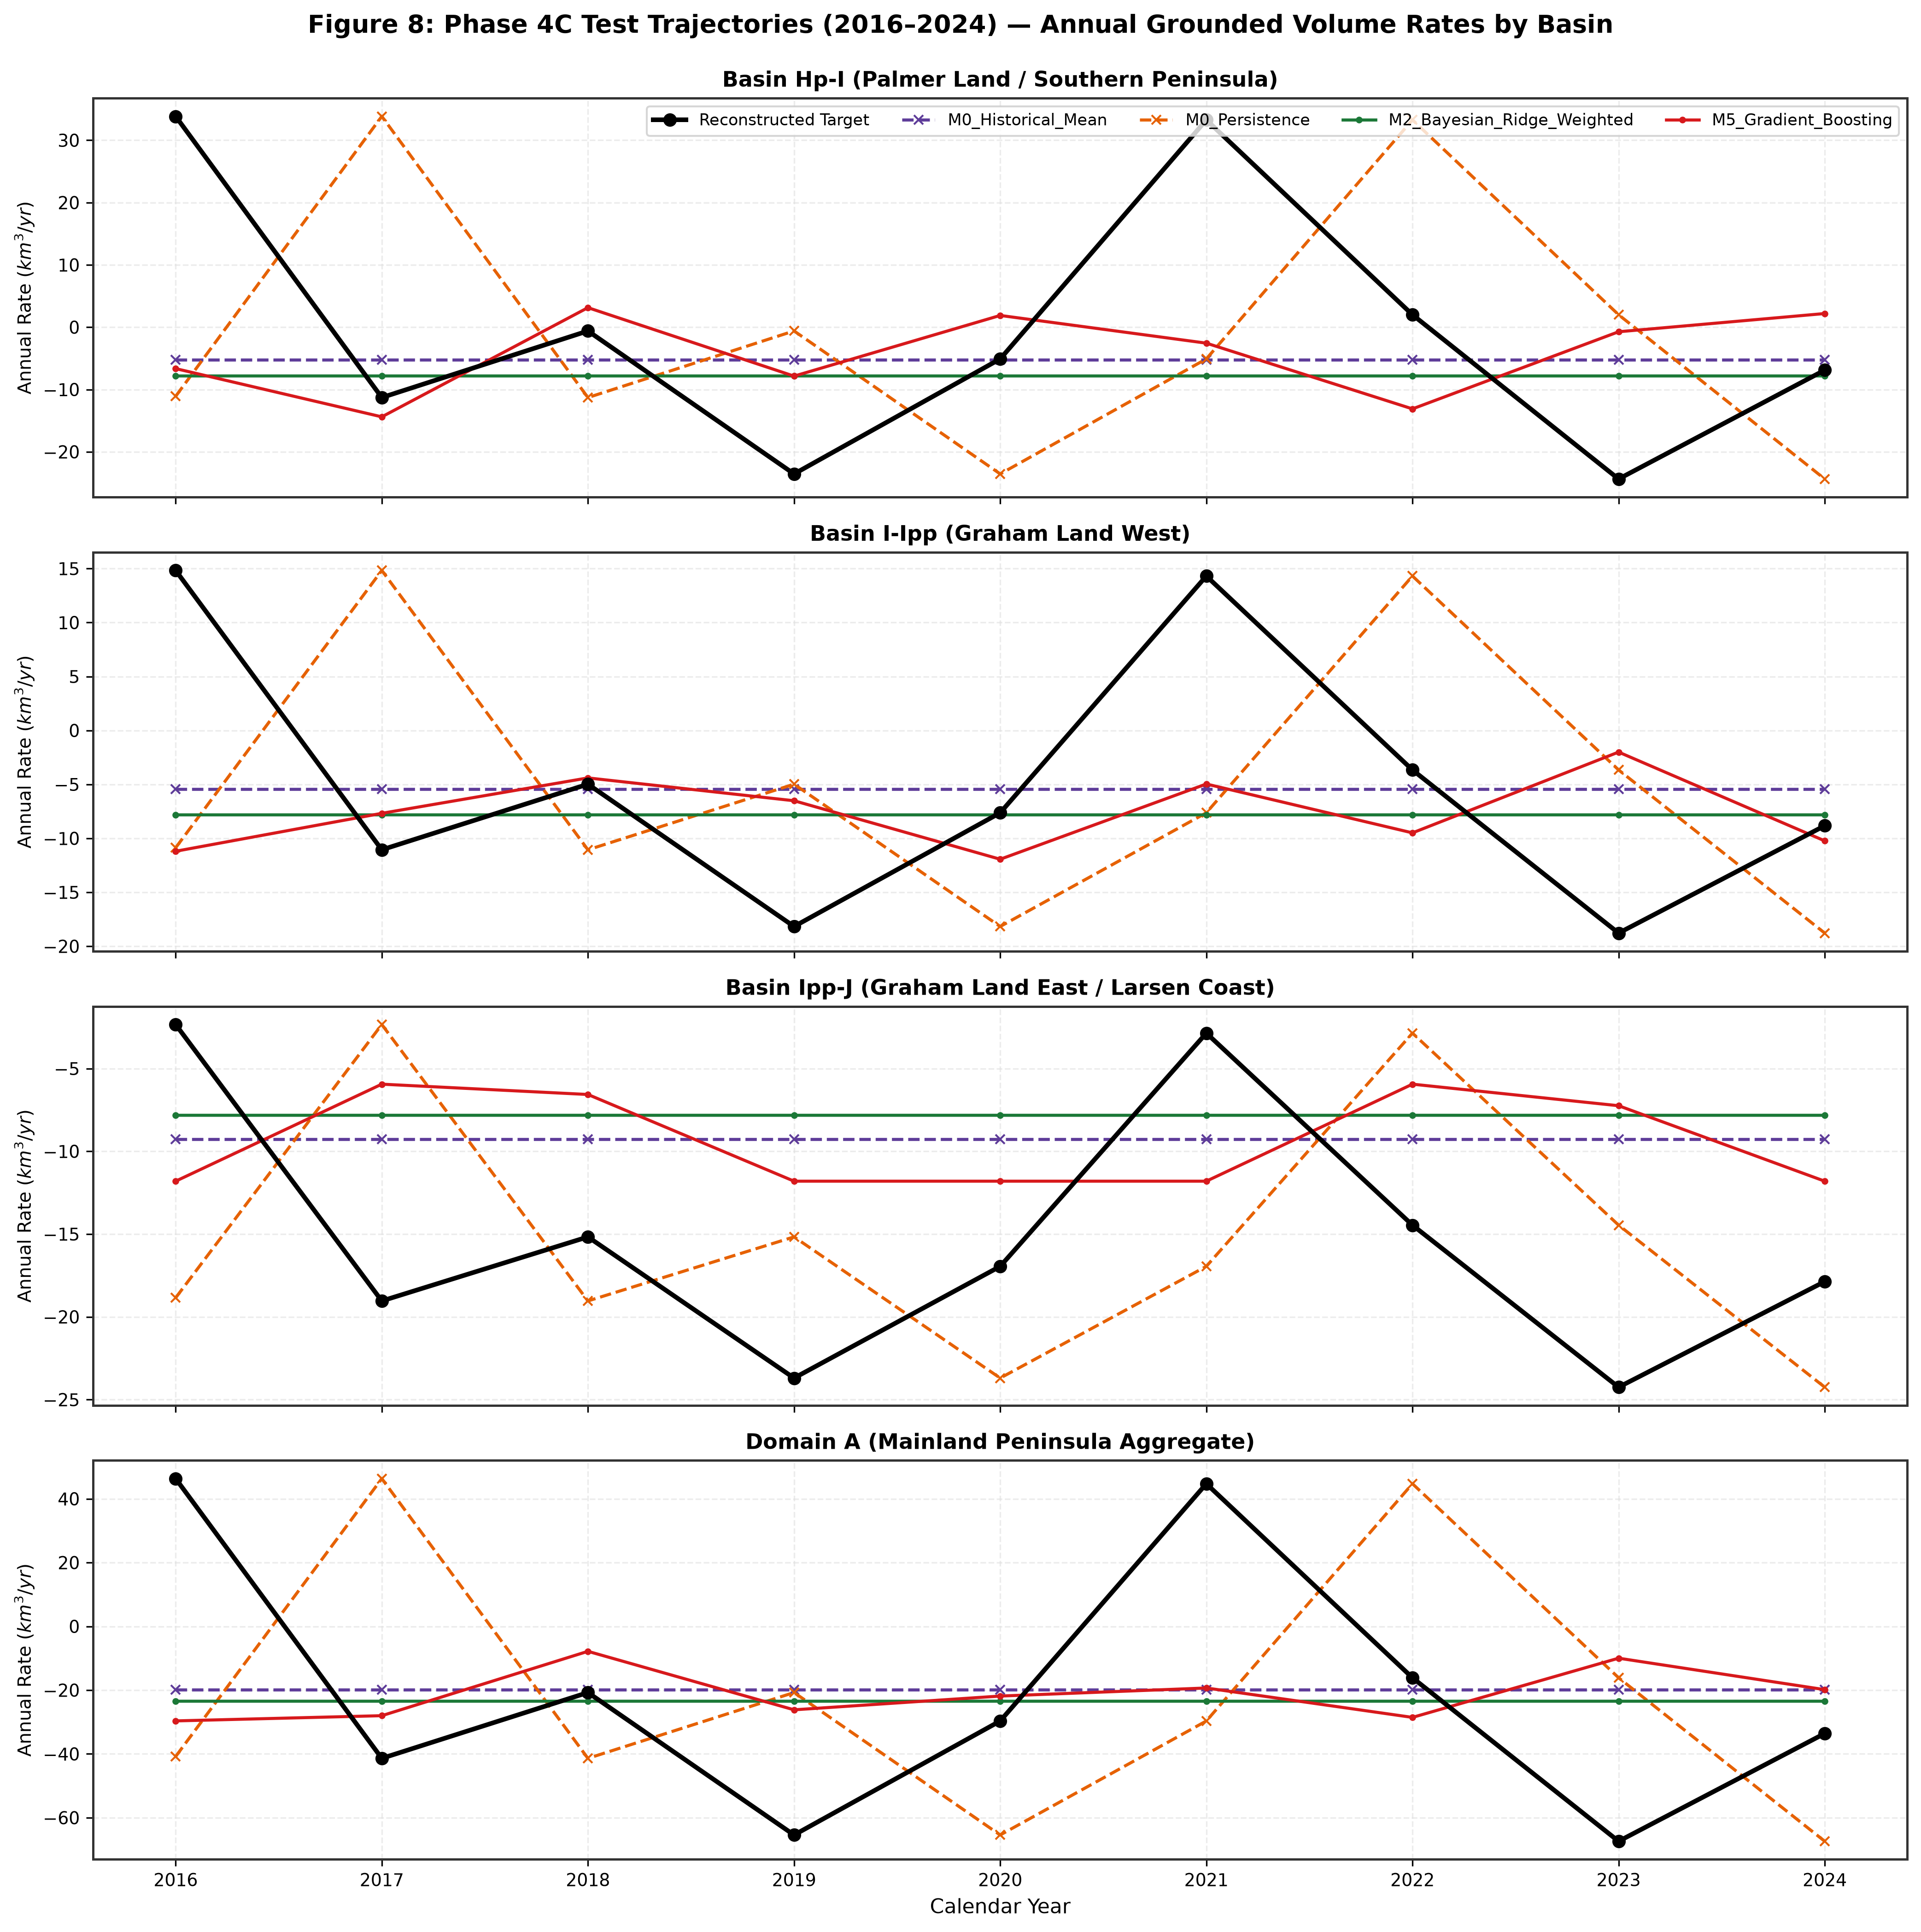 Figure 8: Phase 4C Test Trajectories (2016–2024) — Annual Grounded Volume Rates by Basin
Basin Hp-I (Palmer Land / Southern Peninsula)
Reconstructed Target M0_Historical_Mean M0_Persistence M2_Bayesian_Ridge_Weighted M5_Gradient_Boosting
Annual Rate (km³/yr)
30
20
10
0
−10
−20
Basin I-Ipp (Graham Land West)
Annual Rate (km³/yr)
15
10
5
0
−5
−10
−15
−20
Basin Ipp-J (Graham Land East / Larsen Coast)
Annual Rate (km³/yr)
−5
−10
−15
−20
−25
Domain A (Mainland Peninsula Aggregate)
Annual Rate (km³/yr)
40
20
0
−20
−40
−60
2016 2017 2018 2019 2020 2021 2022 2023 2024
Calendar Year